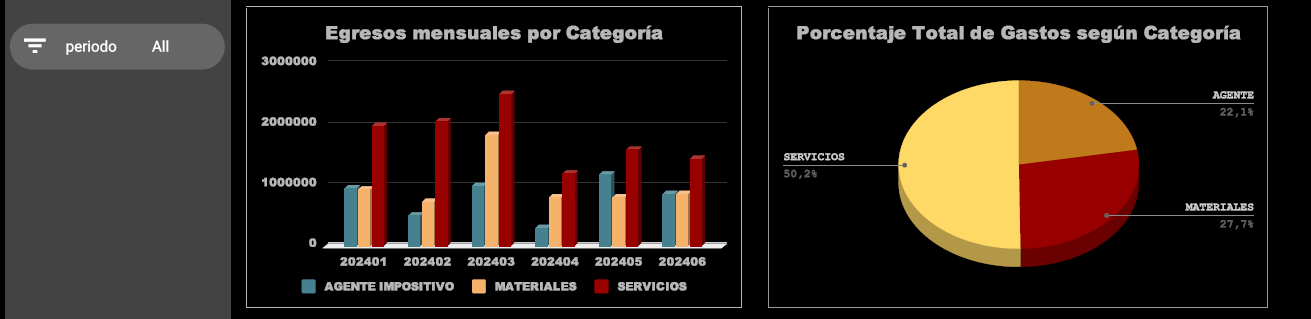 periodo All
Egresos mensuales por Categoría
3000000
2000000
1000000
0
202401 202402 202403 202404 202405 202406
AGENTE IMPOSITIVO MATERIALES SERVICIOS
Porcentaje Total de Gastos según Categoría
AGENTE
22,1%
SERVICIOS
50,2%
MATERIALES
27,7%